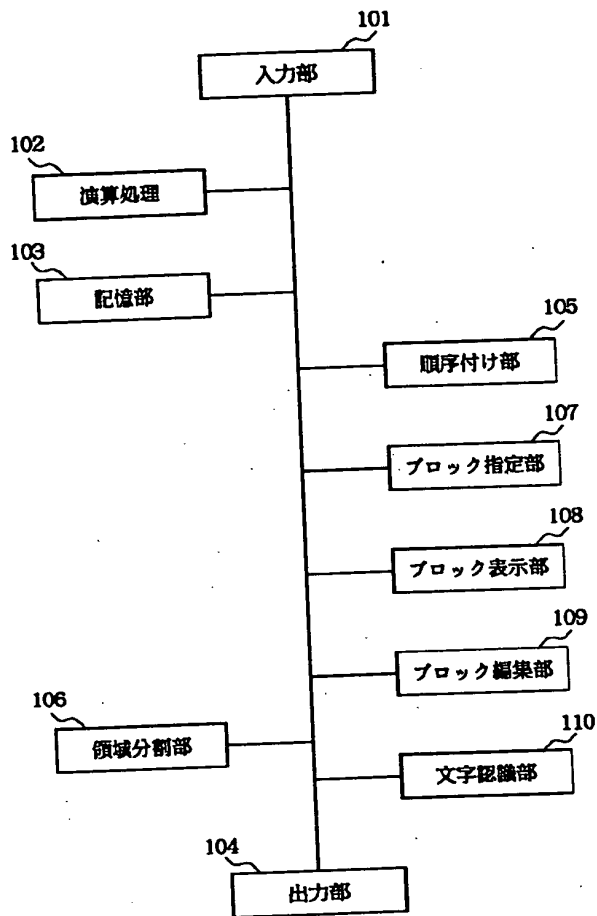 101
入力部
102
演算処理
103
記憶部
105
順序付け部
107
ブロック指定部
108
ブロック表示部
109
ブロック編集部
106
領域分割部
110
文字認識部
104
出力部